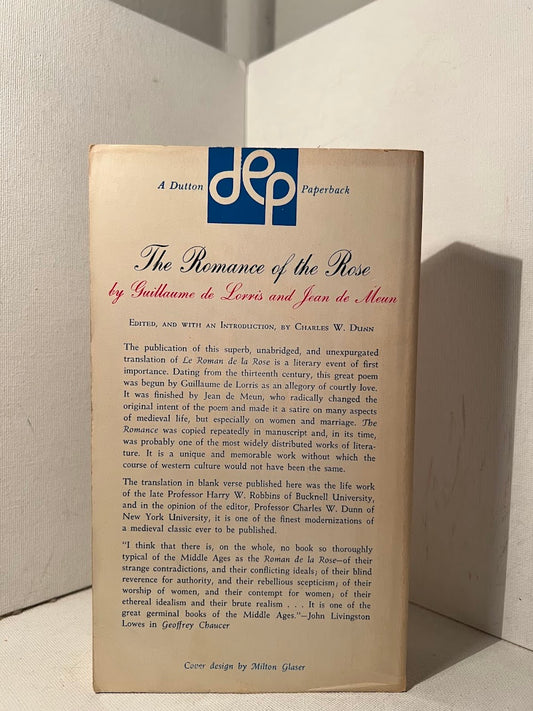 A Dutton dep Paperback
The Romance of the Rose
by Guillaume de Lorris and Jean de Meun
Edited, and with an Introduction, by Charles W. Dunn
The publication of this superb, unabridged, and unexpurgated
translation of Le Roman de la Rose is a literary event of first
importance. Dating from the thirteenth century, this great poem
was begun by Guillaume de Lorris as an allegory of courtly love.
It was finished by Jean de Meun, who radically changed the
original intent of the poem and made it a satire on many aspects
of medieval life, but especially on women and marriage. The
Romance was copied repeatedly in manuscript and, in its time,
was probably one of the most widely distributed works of litera-
ture. It is a unique and memorable work without which the
course of western culture would not have been the same.
The translation in blank verse published here was the life work
of the late Professor Harry W. Robbins of Bucknell University,
and in the opinion of the editor, Professor Charles W. Dunn of
New York University, it is one of the finest modernizations of
a medieval classic ever to be published.
"I think that there is, on the whole, no book so thoroughly
typical of the Middle Ages as the Roman de la Rose—of their
strange contradictions, and their conflicting ideals; of their blind
reverence for authority, and their rebellious scepticism; of their
worship of women, and their contempt for women; of their
ethereal idealism and their brute realism . . . It is one of the
great germinal books of the Middle Ages."—John Livingston
Lowes in Geoffrey Chaucer
Cover design by Milton Glaser